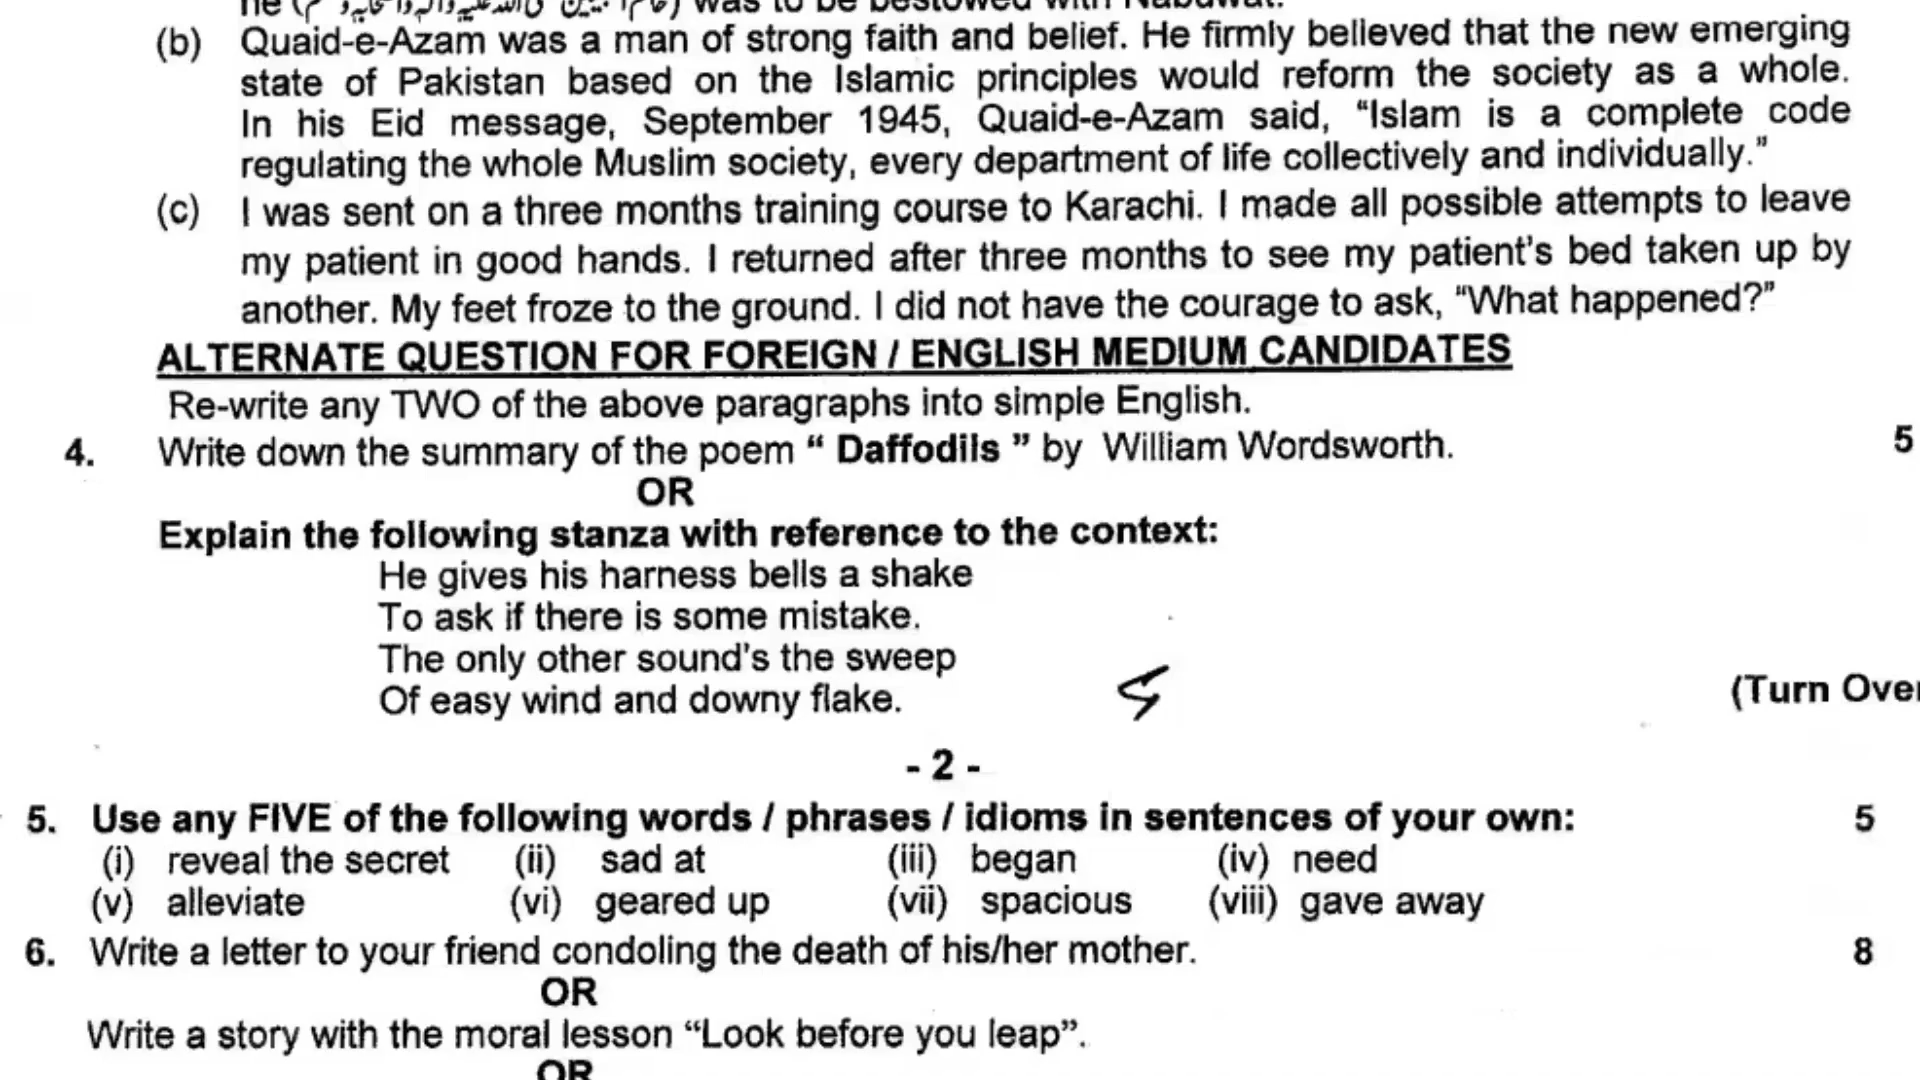 was to be bestowed with Nabuwat.
(b) Quaid-e-Azam was a man of strong faith and belief. He firmly believed that the new emerging
state of Pakistan based on the Islamic principles would reform the society as a whole.
In his Eid message, September 1945, Quaid-e-Azam said, “Islam is a complete code
regulating the whole Muslim society, every department of life collectively and individually.”
(c) I was sent on a three months training course to Karachi. I made all possible attempts to leave
my patient in good hands. I returned after three months to see my patient's bed taken up by
another. My feet froze to the ground. I did not have the courage to ask, “What happened?”
ALTERNATE QUESTION FOR FOREIGN / ENGLISH MEDIUM CANDIDATES
Re-write any TWO of the above paragraphs into simple English.
4. Write down the summary of the poem “ Daffodils ” by William Wordsworth. 5
OR
Explain the following stanza with reference to the context:
He gives his harness bells a shake
To ask if there is some mistake.
The only other sound's the sweep
Of easy wind and downy flake.
(Turn Over
- 2 -
5. Use any FIVE of the following words / phrases / idioms in sentences of your own: 5
(i) reveal the secret (ii) sad at (iii) began (iv) need
(v) alleviate (vi) geared up (vii) spacious (viii) gave away
6. Write a letter to your friend condoling the death of his/her mother. 8
OR
Write a story with the moral lesson “Look before you leap”.
OR